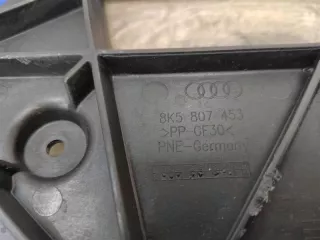 8K5 807 453
>PP GF30<
PNE-Germany